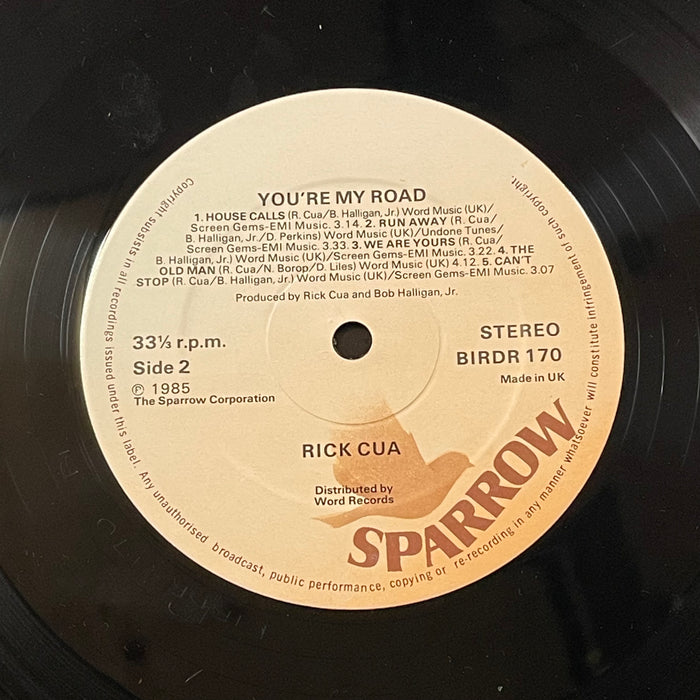 YOU'RE MY ROAD
1. HOUSE CALLS (R. Cua/B. Halligan, Jr.) Word Music (UK)/
Screen Gems-EMI Music. 3.14. 2. RUN AWAY (R. Cua/
B. Halligan, Jr./D. Perkins) Word Music (UK)/Undone Tunes/
Screen Gems-EMI Music. 3.33. 3. WE ARE YOURS (R. Cua/
B. Halligan, Jr.) Word Music (UK)/Screen Gems-EMI Music. 3.22. 4. THE
OLD MAN (R. Cua/N. Borop/D. Liles) Word Music (UK) 4.12. 5. CAN'T
STOP (R. Cua/B. Halligan, Jr.) Word Music (UK)/Screen Gems-EMI Music. 3.07
Produced by Rick Cua and Bob Halligan, Jr.
33⅓ r.p.m.
Side 2
℗ 1985
The Sparrow Corporation
STEREO
BIRDR 170
Made in UK
RICK CUA
Distributed by
Word Records
SPARROW
Copyright subsists in all recordings issued under this label. Any unauthorised broadcast, public performance, copying or re-recording in any manner whatsoever will constitute infringement of such copyright.